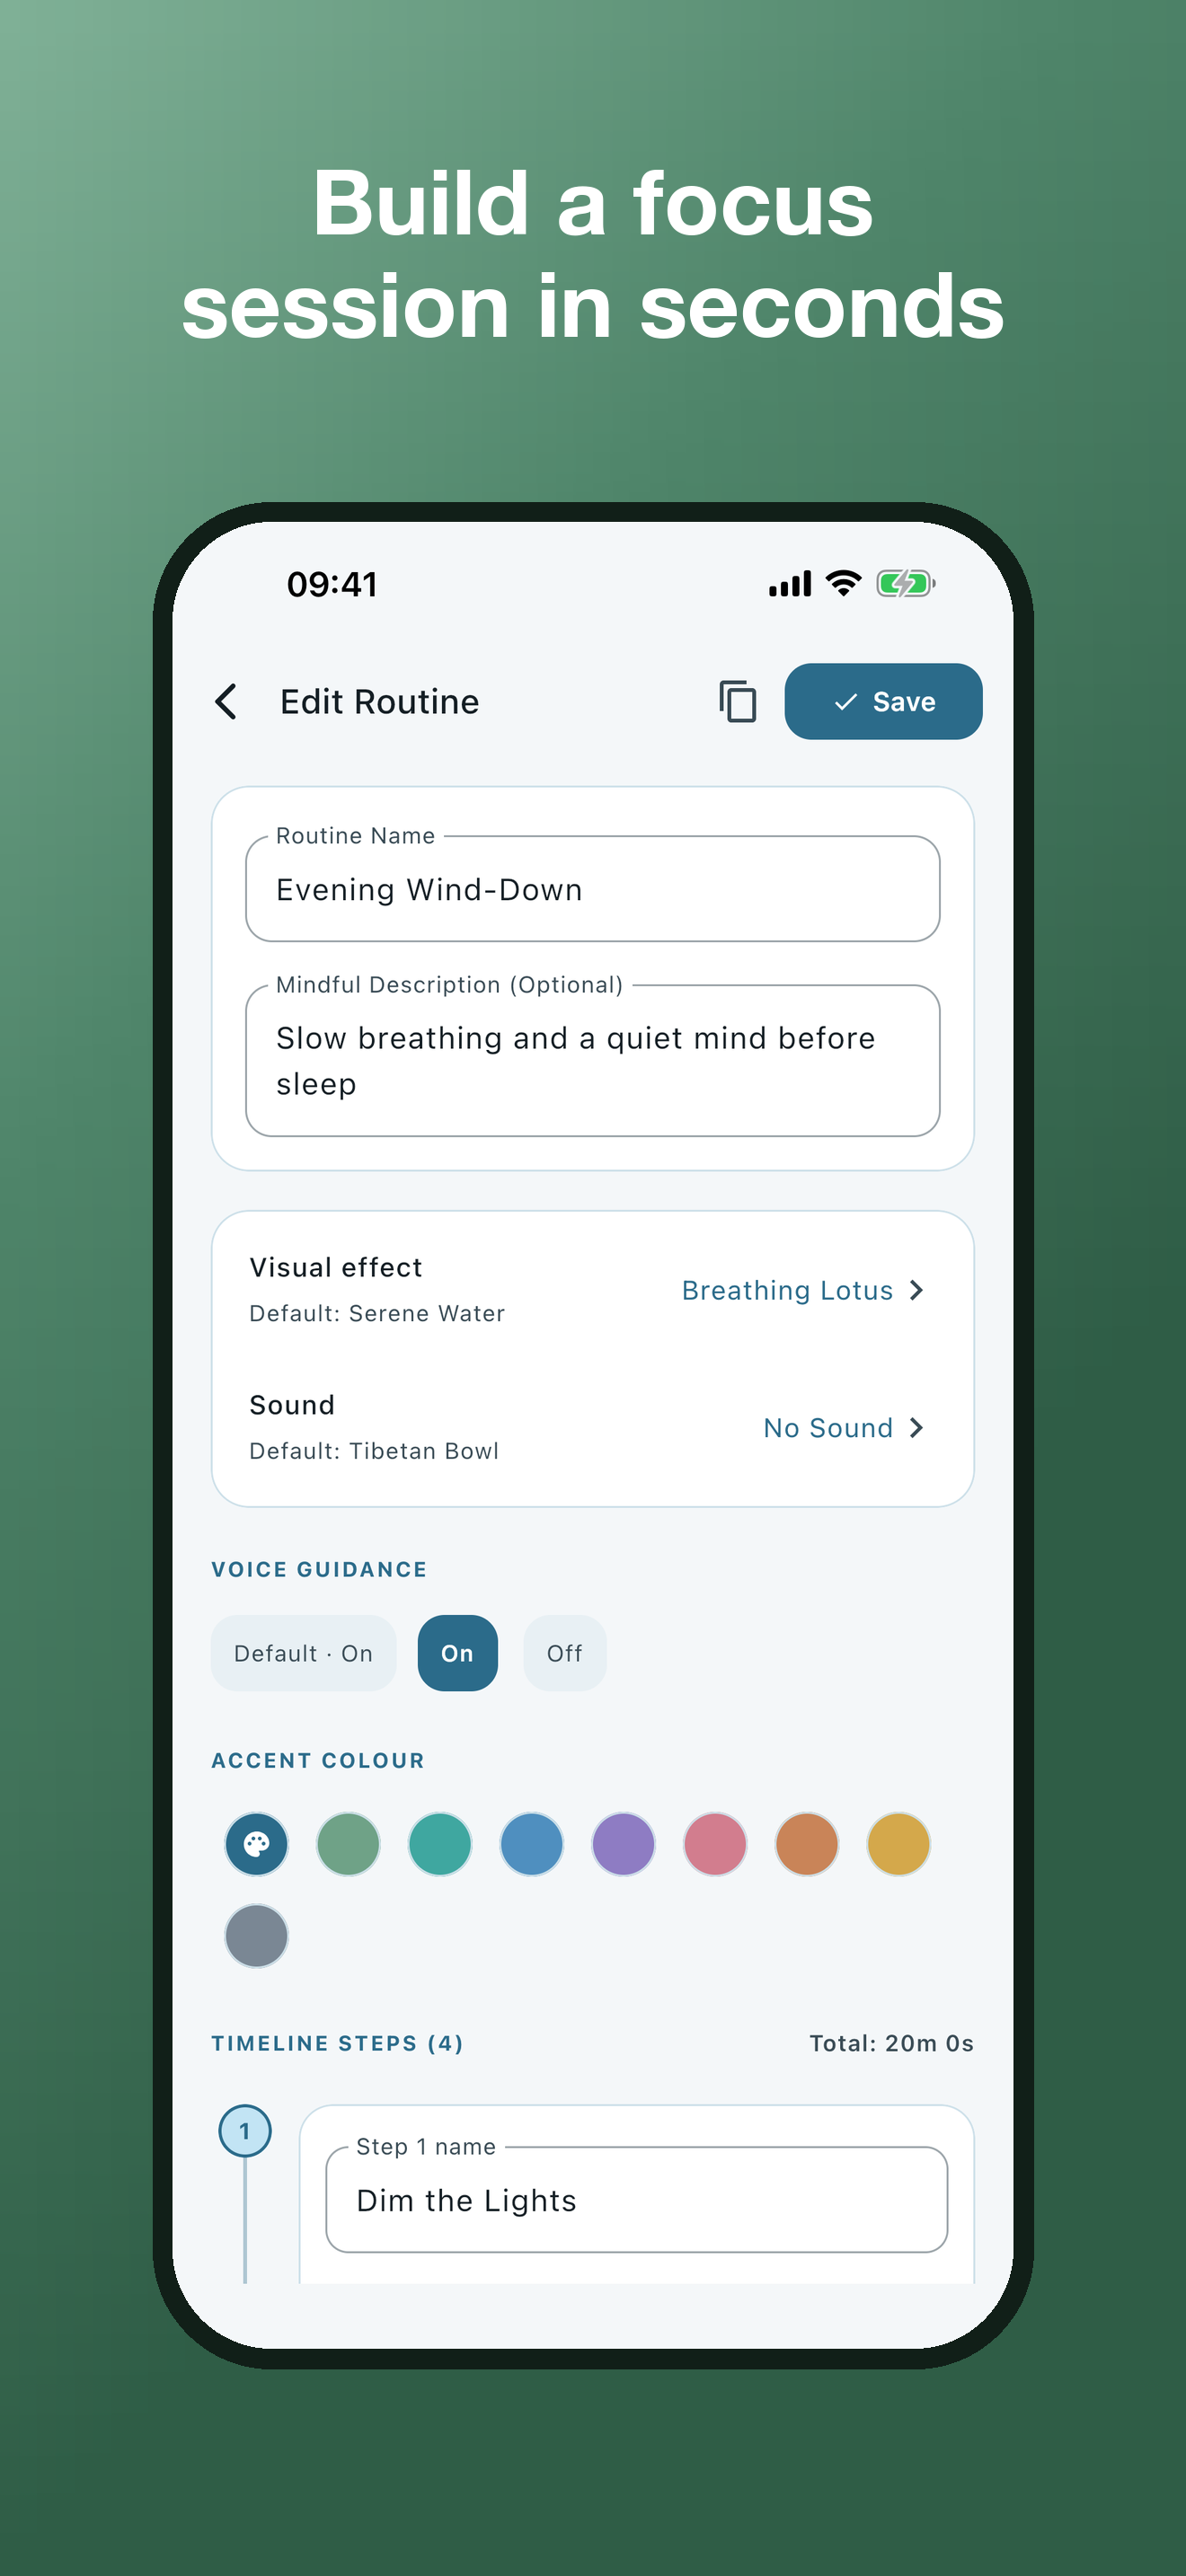 Build a focus
session in seconds
09:41
Edit Routine
Save
Routine Name
Evening Wind-Down
Mindful Description (Optional)
Slow breathing and a quiet mind before
sleep
Visual effect
Default: Serene Water
Breathing Lotus
Sound
Default: Tibetan Bowl
No Sound
VOICE GUIDANCE
Default · On
On
Off
ACCENT COLOUR
TIMELINE STEPS (4)
Total: 20m 0s
1
Step 1 name
Dim the Lights